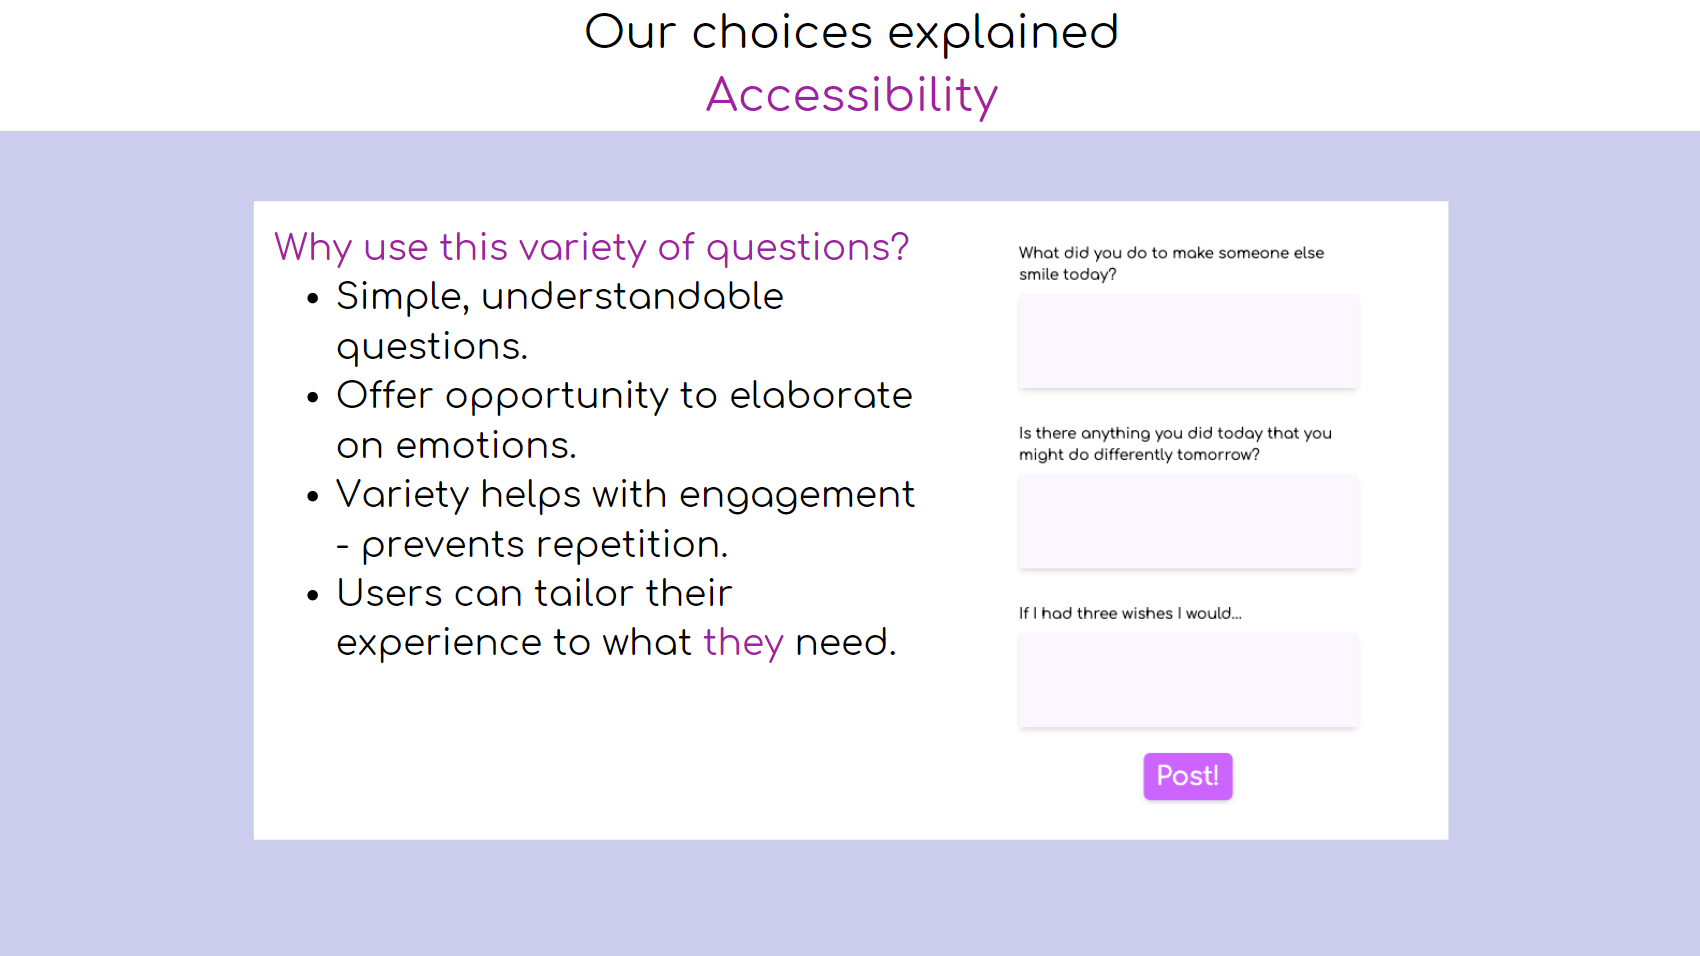 Our choices explained
Accessibility
Why use this variety of questions?
• Simple, understandable
questions.
• Offer opportunity to elaborate
on emotions.
• Variety helps with engagement
- prevents repetition.
• Users can tailor their
experience to what they need.
What did you do to make someone else
smile today?
Is there anything you did today that you
might do differently tomorrow?
If I had three wishes I would...
Post!